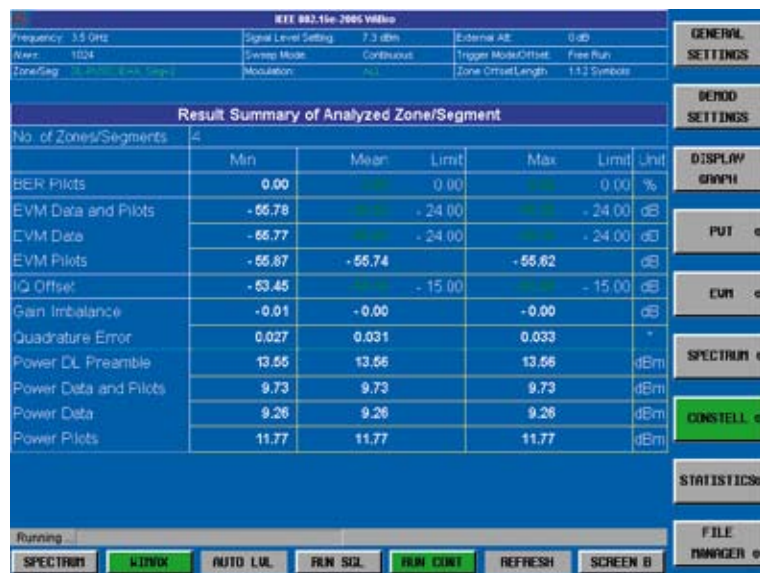 IEEE 802.16e-2005 WiBro
Frequency: 3.5 GHz Signal Level Setting: 7.3 dBm External Att: 0 dB
1024 Sweep Mode: Continuous Trigger Mode/Offset: Free Run
Zone/Seg: Modulation: Zone Offset/Length:
Result Summary of Analyzed Zone/Segment
No. of Zones/Segments 4
Min Mean Limit Max Limit Unit
BER Pilots 0.00 0.00 0.00 %
EVM Data and Pilots - 55.78 - 24.00 - 24.00 dB
EVM Data - 55.77 - 24.00 - 24.00 dB
EVM Pilots - 55.87 - 55.74 - 55.62 dB
IQ Offset - 53.45 - 15.00 - 15.00 dB
Gain Imbalance - 0.01 - 0.00 - 0.00 dB
Quadrature Error 0.027 0.031 0.033 °
Power DL Preamble 13.55 13.56 13.56 dBm
Power Data and Pilots 9.73 9.73 9.73 dBm
Power Data 9.26 9.26 9.26 dBm
Power Pilots 11.77 11.77 11.77 dBm
Running ...
SPECTRUM WIMAX AUTO LVL RUN SGL RUN CONT REFRESH SCREEN B
GENERAL
SETTINGS
DEMOD
SETTINGS
DISPLAY
GRAPH
PVT
EVM
SPECTRUM
CONSTELL
STATISTICS
FILE
MANAGER